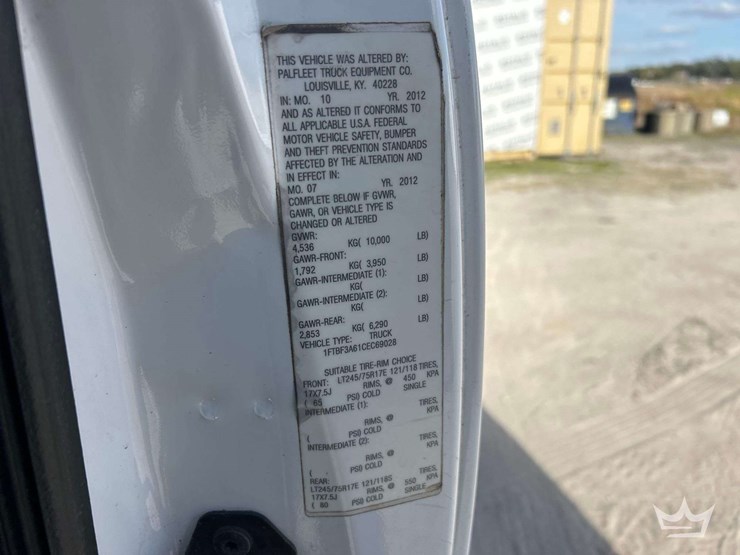 THIS VEHICLE WAS ALTERED BY:
PALFLEET TRUCK EQUIPMENT CO.
LOUISVILLE, KY. 40228
IN: MO. 10 YR. 2012
AND AS ALTERED IT CONFORMS TO
ALL APPLICABLE U.S.A. FEDERAL
MOTOR VEHICLE SAFETY, BUMPER
AND THEFT PREVENTION STANDARDS
AFFECTED BY THE ALTERATION AND
IN EFFECT IN:
MO. 07 YR. 2012
COMPLETE BELOW IF GVWR,
GAWR, OR VEHICLE TYPE IS
CHANGED OR ALTERED
GVWR:
4,536 KG( 10,000 LB)
GAWR-FRONT:
1,792 KG( 3,950 LB)
GAWR-INTERMEDIATE (1):
KG( LB)
GAWR-INTERMEDIATE (2):
KG( LB)
GAWR-REAR:
2,853 KG( 6,290 LB)
VEHICLE TYPE: TRUCK
1FTBF3A61CEC69028
SUITABLE TIRE-RIM CHOICE
FRONT: LT245/75R17E 121/118 TIRES,
17X7.5J RIMS, @ 450 KPA
( 65 PSI) COLD SINGLE
INTERMEDIATE (1): TIRES,
RIMS, @ KPA
( PSI) COLD
INTERMEDIATE (2): TIRES,
RIMS, @ KPA
( PSI) COLD
REAR: TIRES,
LT245/75R17E 121/118S
17X7.5J RIMS, @ 550 KPA
( 80 PSI) COLD SINGLE